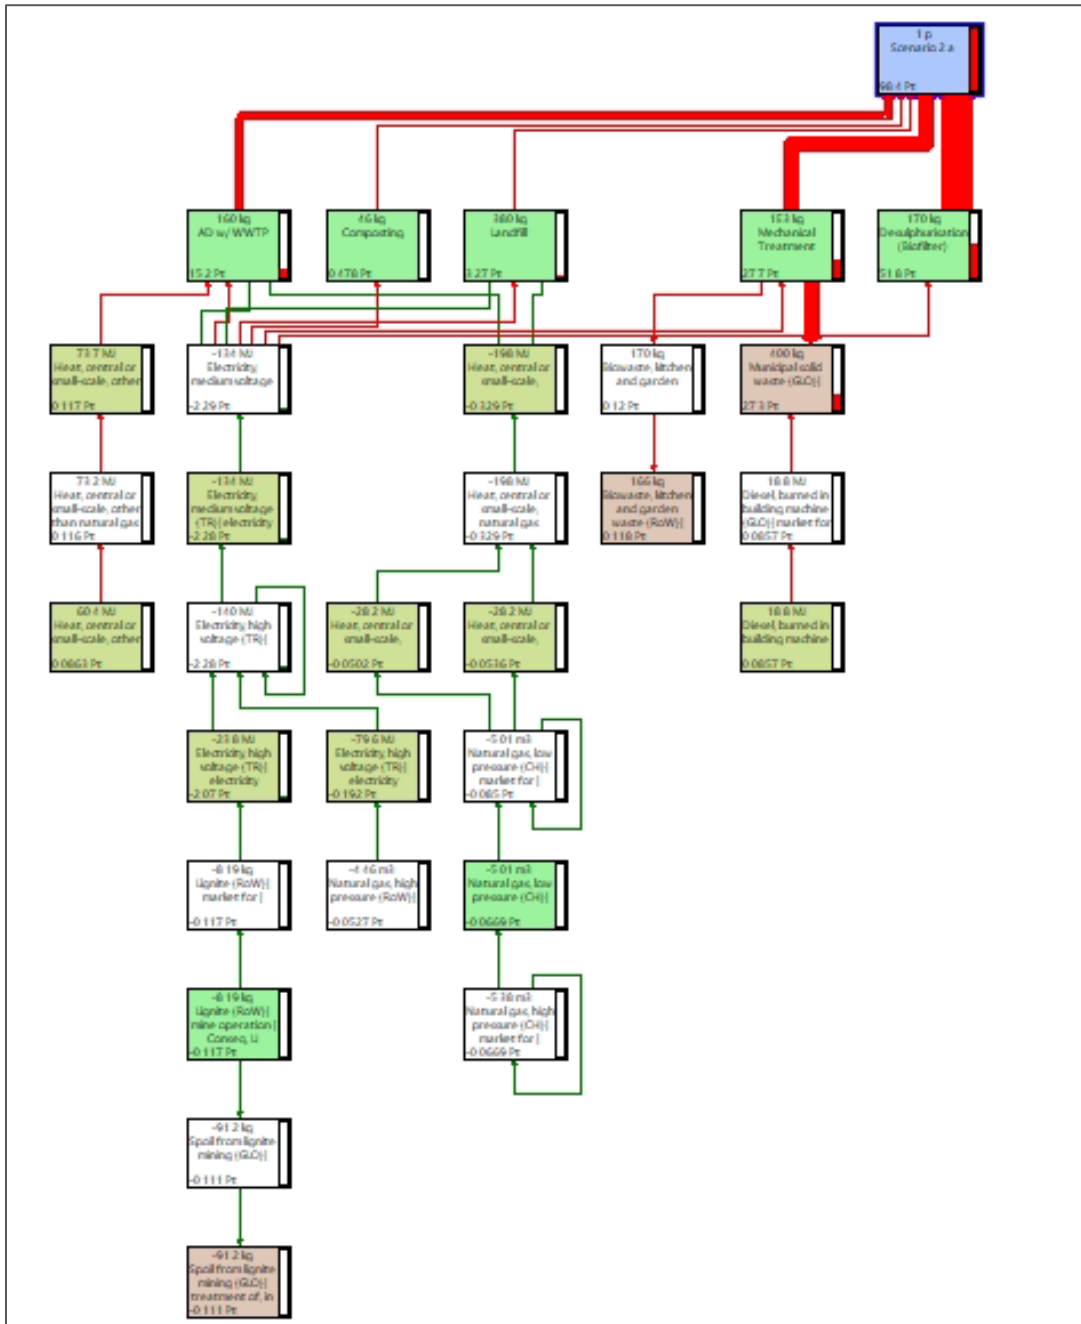 1 p
Scenario 2 a
98.4 Pt
160 kg
AD w/ WWTP
15.2 Pt
46 kg
Composting
0.478 Pt
380 kg
Landfill
3.27 Pt
153 kg
Mechanical
Treatment
27.7 Pt
170 kg
Desulphurisation
(Biofilter)
51.8 Pt
73.7 MJ
Heat, central or
small-scale, other
0.117 Pt
-134 MJ
Electricity,
medium voltage
-2.29 Pt
-198 MJ
Heat, central or
small-scale,
-0.329 Pt
170 kg
Biowaste, kitchen
and garden
0.12 Pt
400 kg
Municipal solid
waste {GLO}|
27.3 Pt
73.2 MJ
Heat, central or
small-scale, other
than natural gas
0.116 Pt
-134 MJ
Electricity,
medium voltage
{TR}| electricity
-2.28 Pt
-198 MJ
Heat, central or
small-scale,
natural gas
-0.329 Pt
166 kg
Biowaste, kitchen
and garden
waste {RoW}|
0.118 Pt
18.8 MJ
Diesel, burned in
building machine
{GLO}| market for
0.0857 Pt
60.4 MJ
Heat, central or
small-scale, other
0.0863 Pt
-140 MJ
Electricity, high
voltage {TR}|
-2.28 Pt
-28.2 MJ
Heat, central or
small-scale,
-0.0502 Pt
-28.2 MJ
Heat, central or
small-scale,
-0.0536 Pt
18.8 MJ
Diesel, burned in
building machine
0.0857 Pt
-23.8 MJ
Electricity, high
voltage {TR}|
electricity
-2.07 Pt
-79.6 MJ
Electricity, high
voltage {TR}|
electricity
-0.192 Pt
-5.01 m3
Natural gas, low
pressure {CH}|
market for |
-0.085 Pt
-8.19 kg
Lignite {RoW}|
market for |
-0.117 Pt
-4.46 m3
Natural gas, high
pressure {RoW}|
-0.0527 Pt
-5.01 m3
Natural gas, low
pressure {CH}|
-0.0669 Pt
-8.19 kg
Lignite {RoW}|
mine operation |
Conseq, U
-0.117 Pt
-5.38 m3
Natural gas, high
pressure {CH}|
market for |
-0.0669 Pt
-91.2 kg
Spoil from lignite
mining {GLO}|
-0.111 Pt
-91.2 kg
Spoil from lignite
mining {GLO}|
treatment of, in
-0.111 Pt